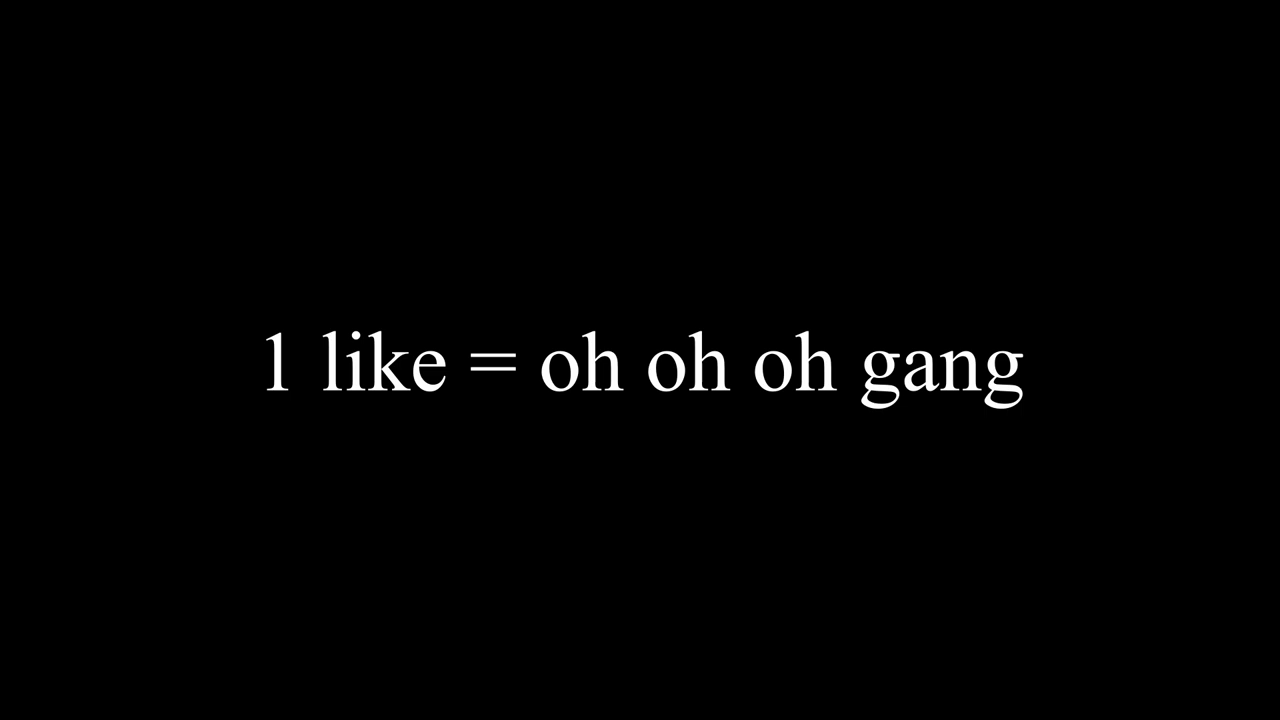 1 like = oh oh oh gang